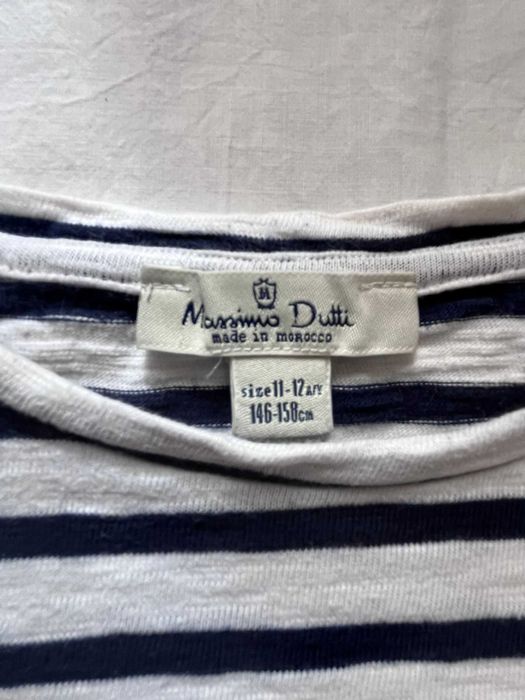 M
Massimo Dutti
made in morocco
size 11-12 A/Y
146-158cm